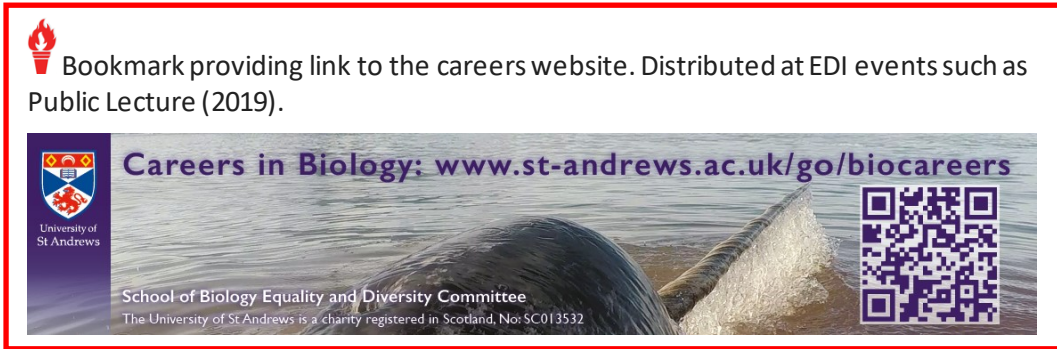 Bookmark providing link to the careers website. Distributed at EDI events such as
Public Lecture (2019).
Careers in Biology: www.st-andrews.ac.uk/go/biocareers
University of
St Andrews
School of Biology Equality and Diversity Committee
The University of St Andrews is a charity registered in Scotland, No: SC013532